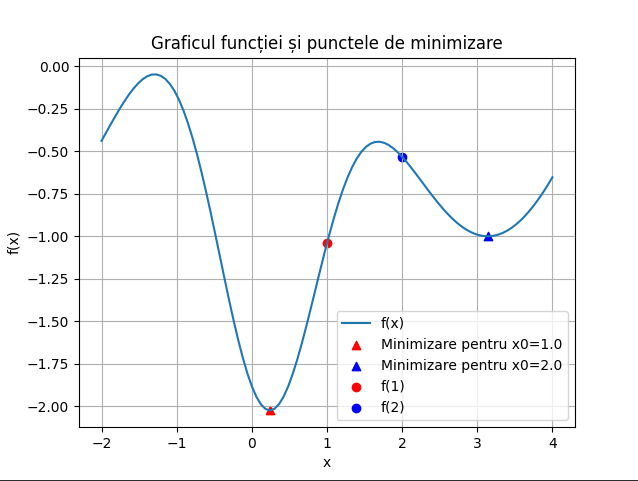 Graficul funcției și punctele de minimizare
0.00
−0.25
−0.50
−0.75
−1.00
−1.25
−1.50
−1.75
−2.00
f(x)
f(x)
Minimizare pentru x0=1.0
Minimizare pentru x0=2.0
f(1)
f(2)
−2 −1 0 1 2 3 4
x